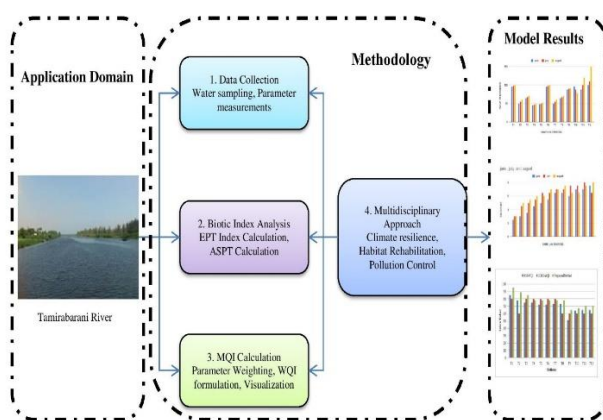 Application Domain
Tamirabarani River
Methodology
1. Data Collection
Water sampling, Parameter
measurements
2. Biotic Index Analysis
EPT Index Calculation,
ASPT Calculation
3. MQI Calculation
Parameter Weighting, WQI
formulation, Visualization
4. Multidisciplinary
Approach
Climate resilience,
Habitat Rehabilitation,
Pollution Control
Model Results